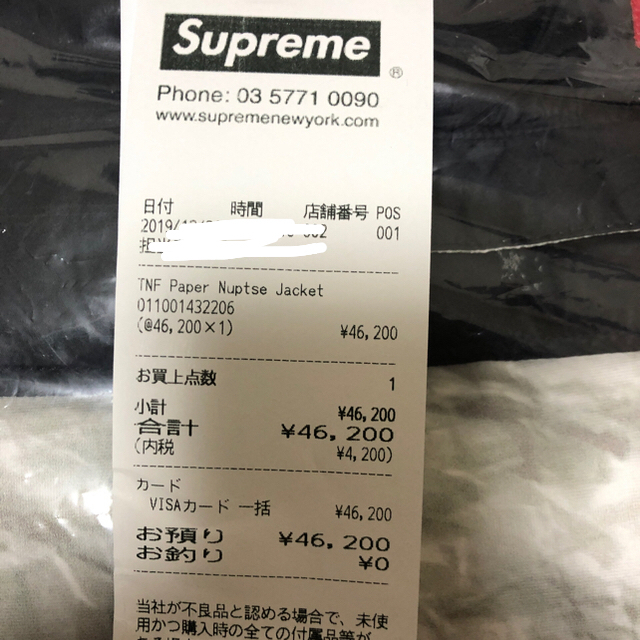 Supreme
®
Phone: 03 5771 0090
www.supremenewyork.com
日付 時間 店舗番号 POS
2019/12/ 002 001
担当
TNF Paper Nuptse Jacket
011001432206
(@46,200×1) ¥46,200
お買上点数 1
小計 ¥46,200
合計 ¥46,200
(内税 ¥4,200)
カード
VISAカード 一括 ¥46,200
お預り ¥46,200
お釣り ¥0
当社が不良品と認める場合で、未使
用かつ購入時の全ての付属品等が